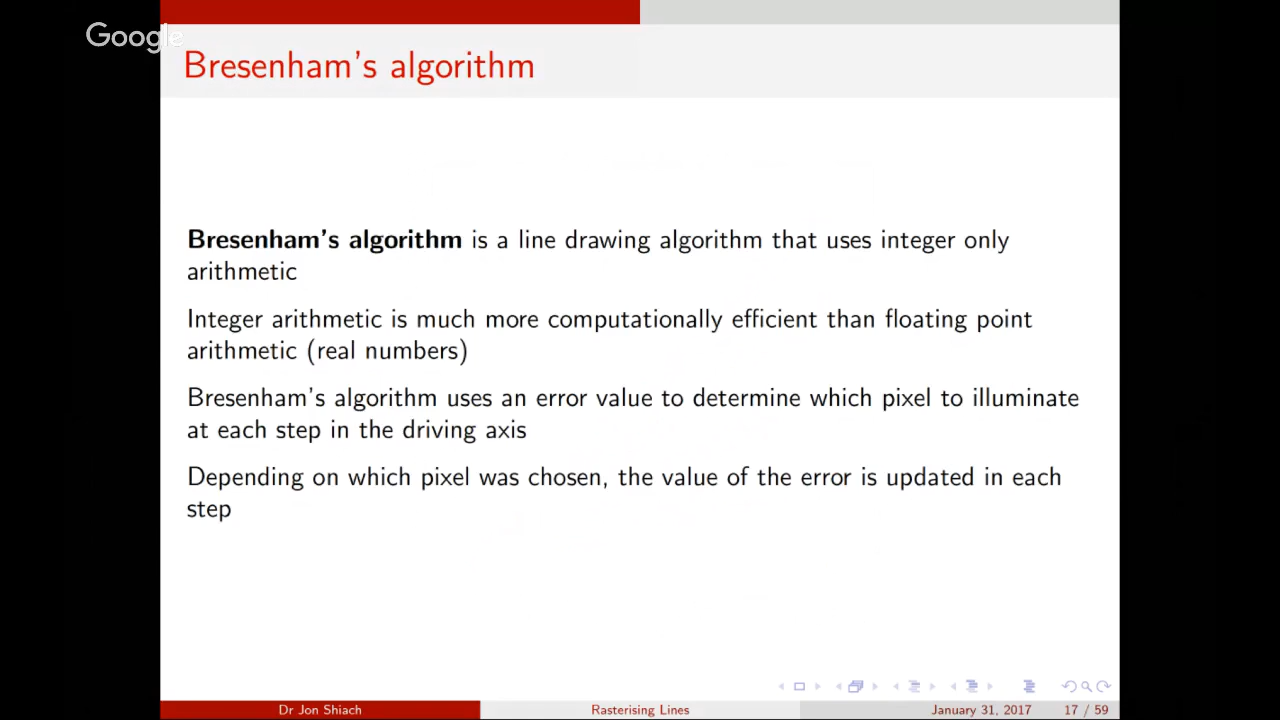 Google
Bresenham's algorithm
Bresenham's algorithm is a line drawing algorithm that uses integer only
arithmetic
Integer arithmetic is much more computationally efficient than floating point
arithmetic (real numbers)
Bresenham's algorithm uses an error value to determine which pixel to illuminate
at each step in the driving axis
Depending on which pixel was chosen, the value of the error is updated in each
step
Dr Jon Shiach Rasterising Lines January 31, 2017 17 / 59